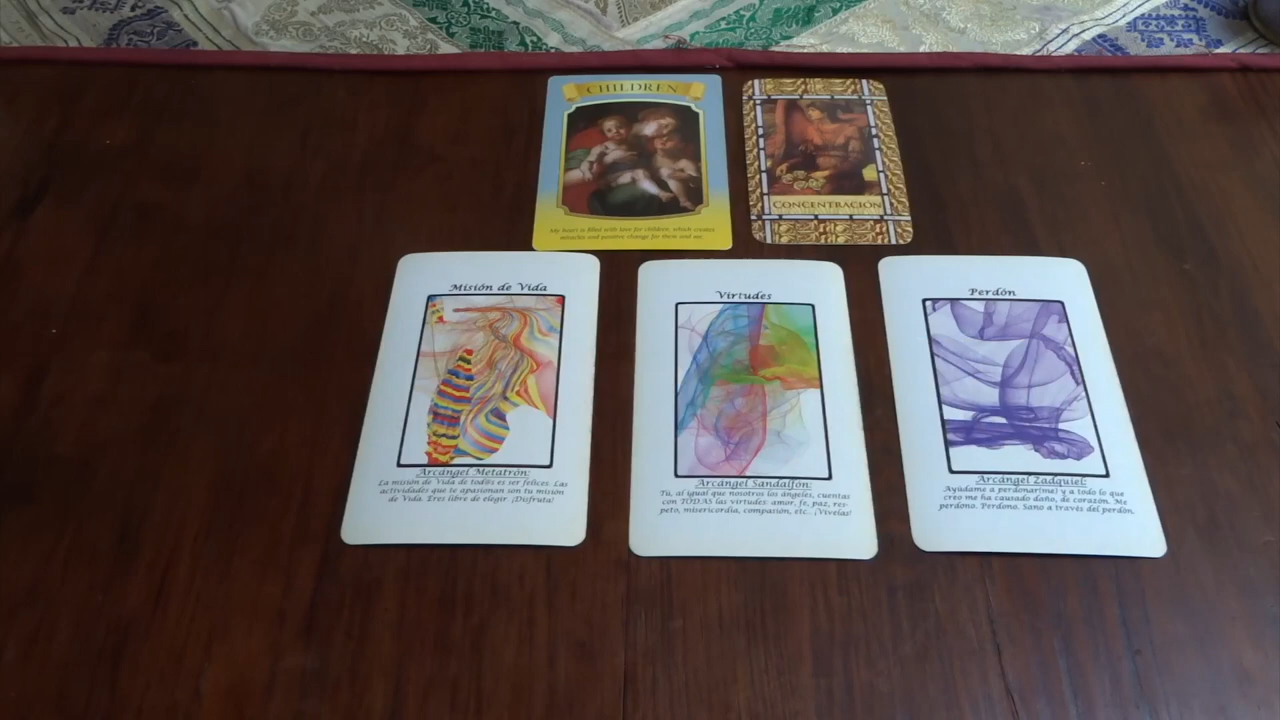 CHILDREN
My heart is filled with love for children, which creates
miracles and positive change for them and me.
CONCENTRACIÓN
Misión de Vida
Arcángel Metatrón:
La misión de Vida de tod@s es ser felices. Las
actividades que te apasionan son tu misión
de Vida. Eres libre de elegir. ¡Disfruta!
Virtudes
Arcángel Sandalfón:
Tú, al igual que nosotros los ángeles, cuentas
con TODAS las virtudes: amor, fe, paz, res-
peto, misericordia, compasión, etc.. ¡Vívelas!
Perdón
Arcángel Zadquiel:
Ayúdame a perdonar(me) y a todo lo que
creo me ha causado daño, de corazón. Me
perdono. Perdono. Sano a través del perdón.